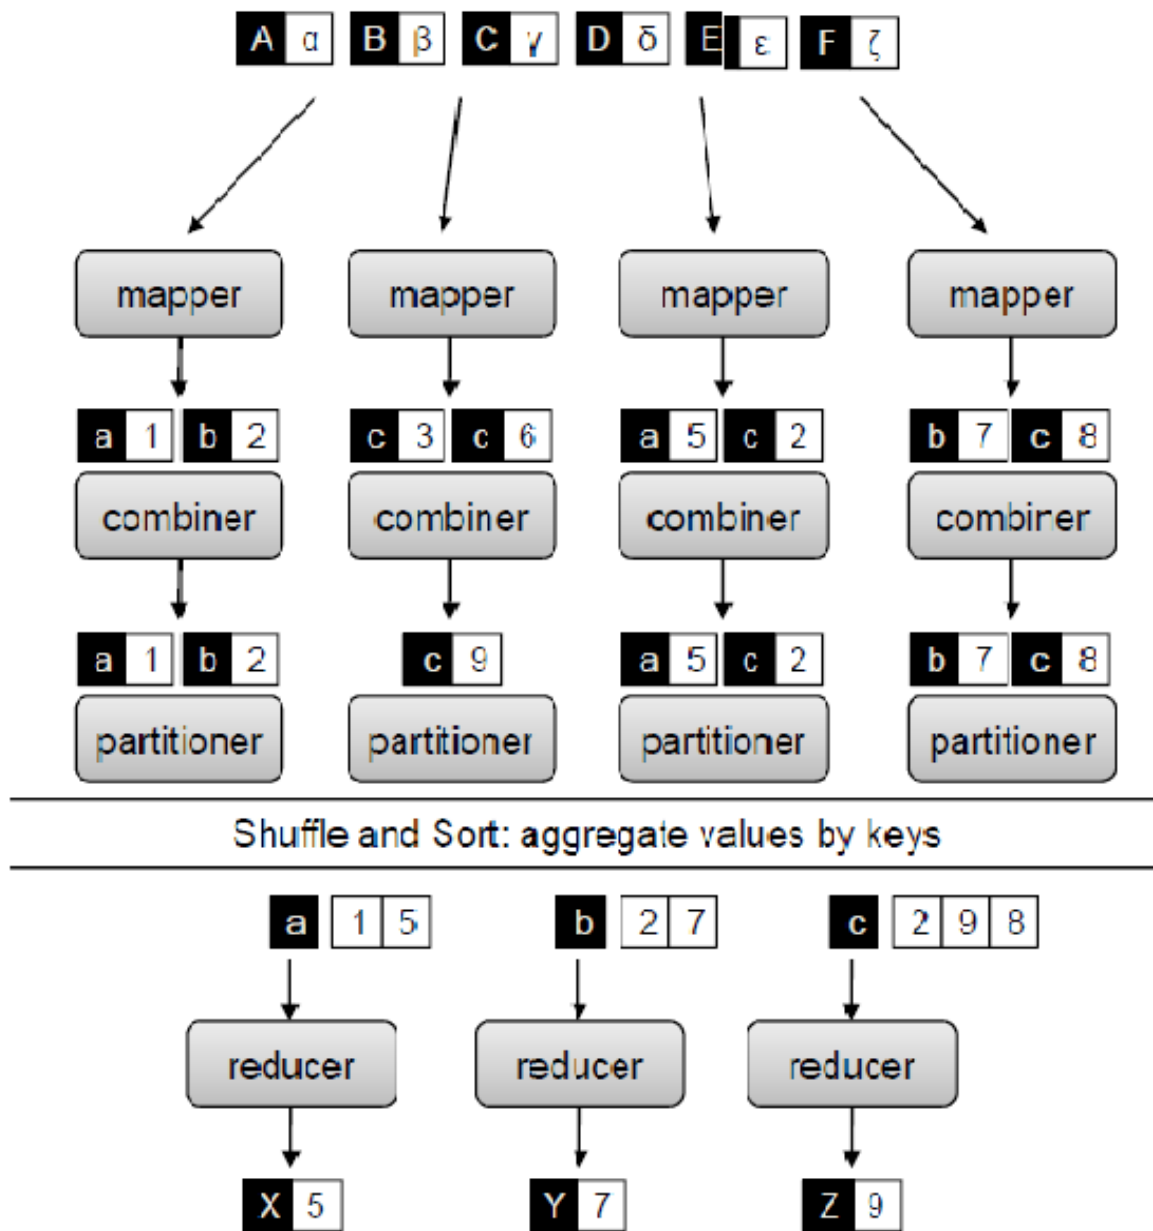 A α B β C γ D δ E ε F ζ
mapper mapper mapper mapper
a 1 b 2 c 3 c 6 a 5 c 2 b 7 c 8
combiner combiner combiner combiner
a 1 b 2 c 9 a 5 c 2 b 7 c 8
partitioner partitioner partitioner partitioner
Shuffle and Sort: aggregate values by keys
a 1 5 b 2 7 c 2 9 8
reducer reducer reducer
X 5 Y 7 Z 9